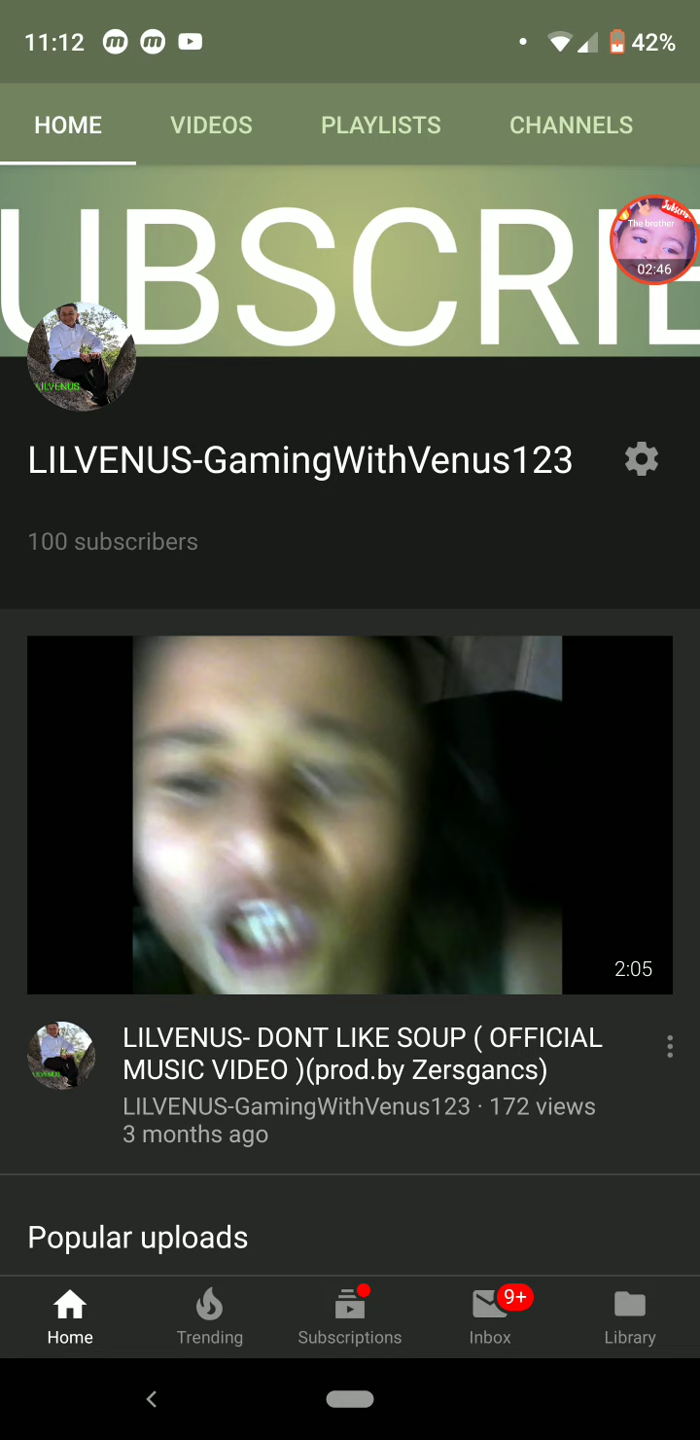 11:12
42%
HOME VIDEOS PLAYLISTS CHANNELS
UBSCRIB
Subscri
The brother
02:46
LILVENUS
LILVENUS-GamingWithVenus123
100 subscribers
2:05
LILVENUS
LILVENUS- DONT LIKE SOUP ( OFFICIAL
MUSIC VIDEO )(prod.by Zersgancs)
LILVENUS-GamingWithVenus123 · 172 views
3 months ago
Popular uploads
9+
Home Trending Subscriptions Inbox Library